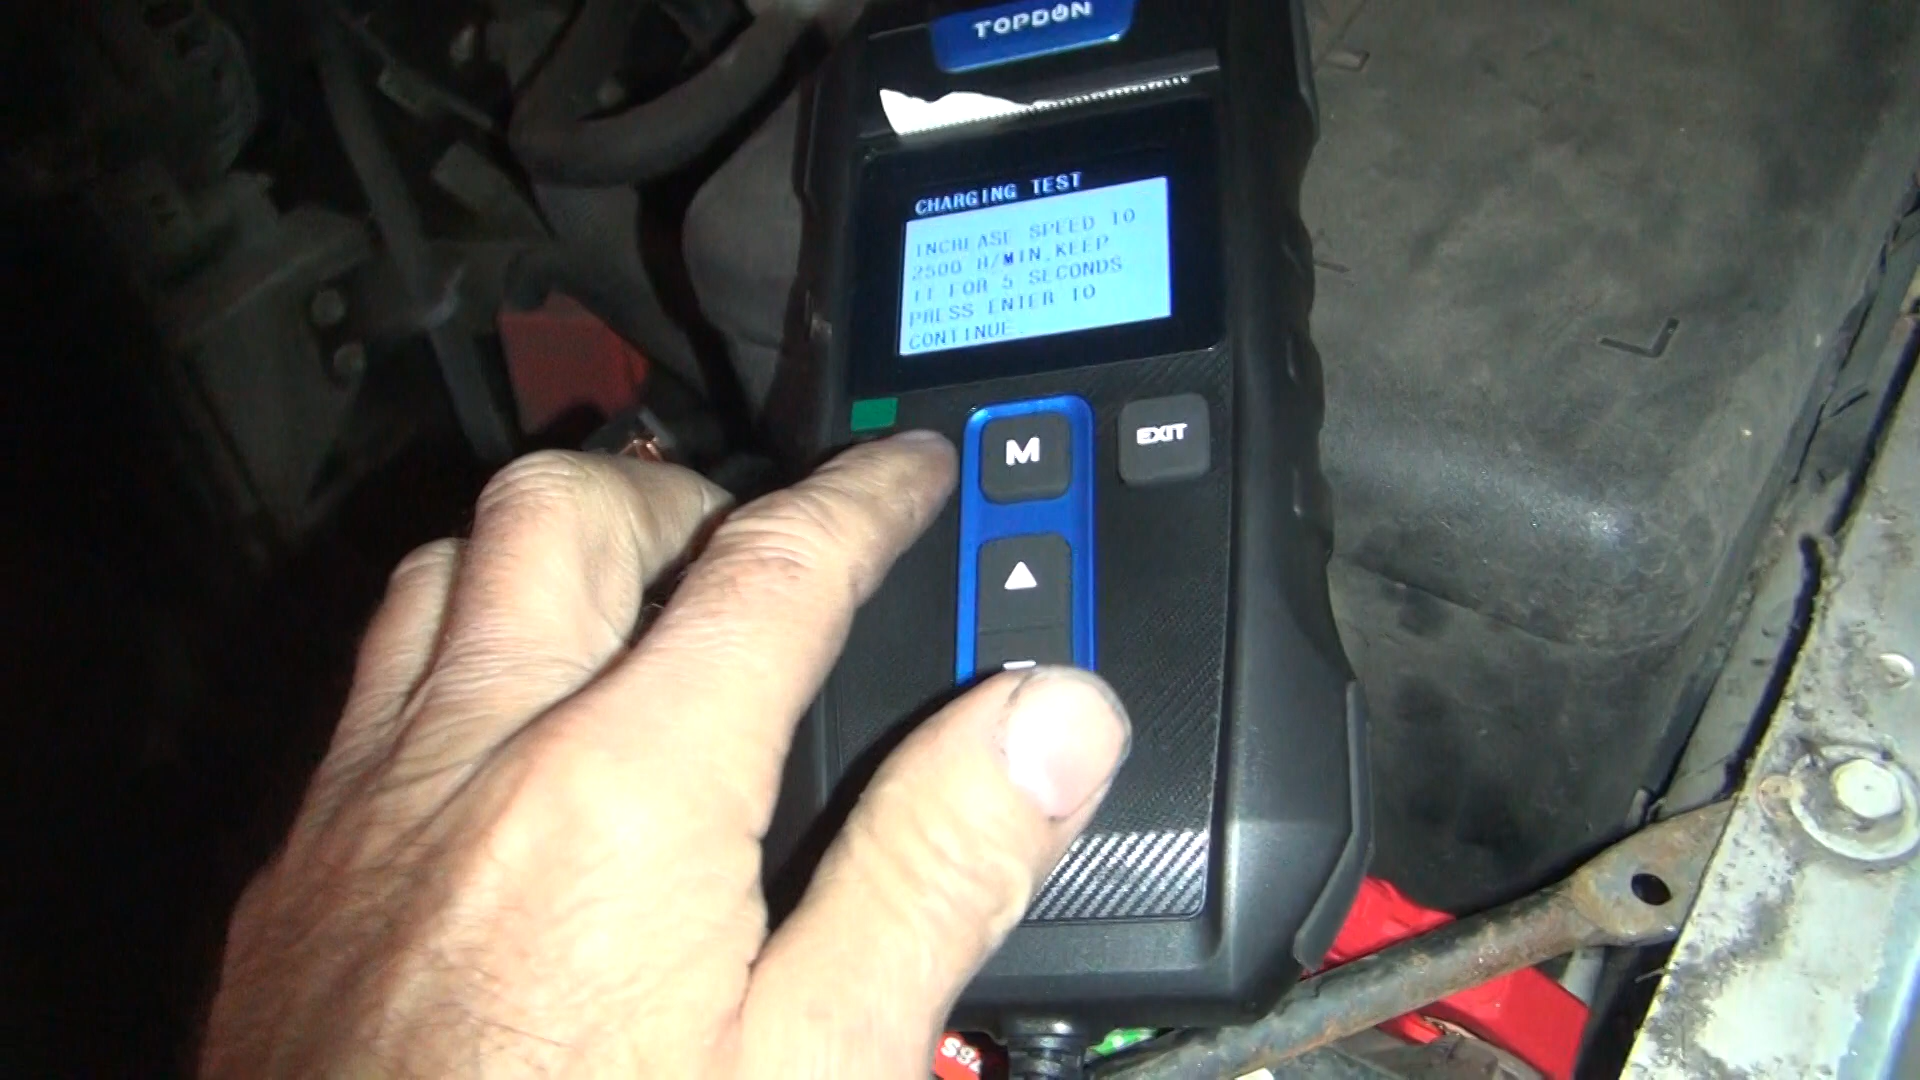 TOPDON
CHARGING TEST
INCREASE SPEED TO
2500 R/MIN,KEEP
IT FOR 5 SECONDS
PRESS ENTER TO
CONTINUE.
M
EXIT